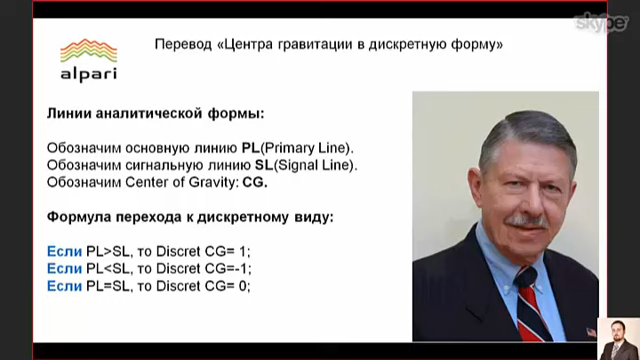 skype
Перевод «Центра гравитации в дискретную форму»
alpari
Линии аналитической формы:
Обозначим основную линию PL(Primary Line).
Обозначим сигнальную линию SL(Signal Line).
Обозначим Center of Gravity: CG.
Формула перехода к дискретному виду:
Если PL>SL, то Discret CG= 1;
Если PL<SL, то Discret CG=-1;
Если PL=SL, то Discret CG= 0;